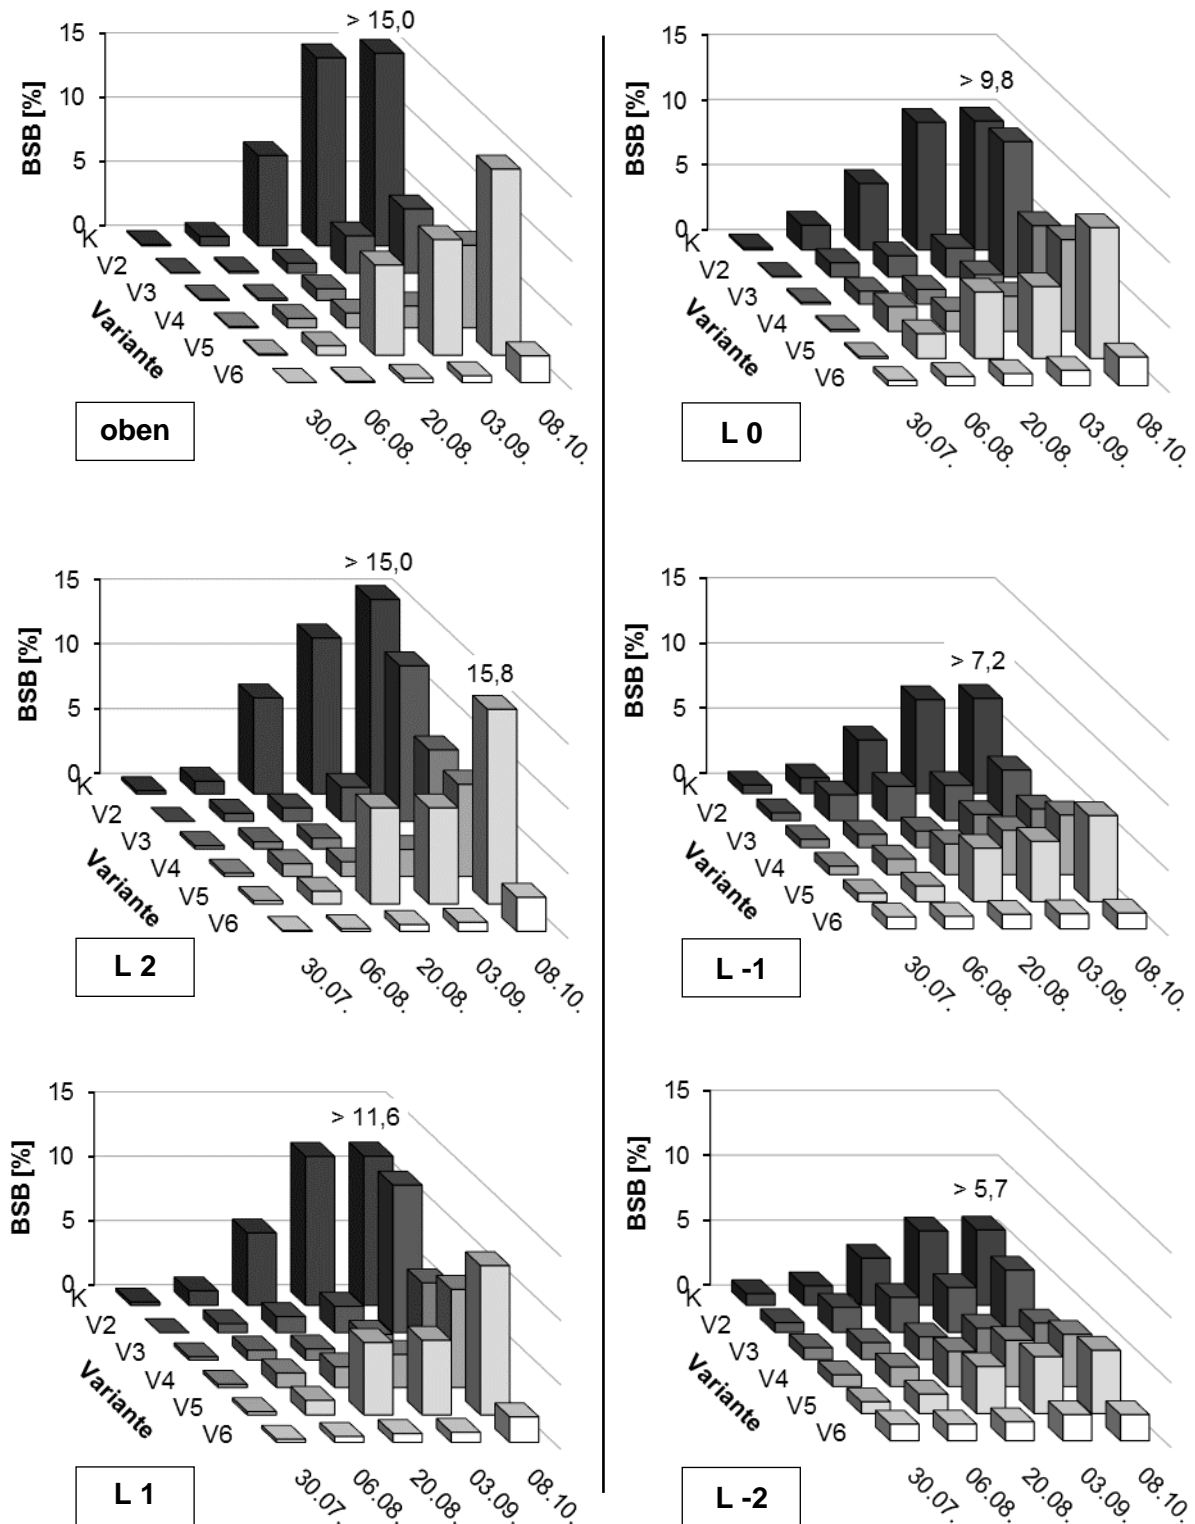 > 15,0
15
10
5
0
BSB [%]
K
V2
V3
V4
V5
V6
Variante
30.07.
06.08.
20.08.
03.09.
08.10.
oben
> 9,8
15
10
5
0
BSB [%]
K
V2
V3
V4
V5
V6
Variante
30.07.
06.08.
20.08.
03.09.
08.10.
L 0
> 15,0
15,8
15
10
5
0
BSB [%]
K
V2
V3
V4
V5
V6
Variante
30.07.
06.08.
20.08.
03.09.
08.10.
L 2
> 7,2
15
10
5
0
BSB [%]
K
V2
V3
V4
V5
V6
Variante
30.07.
06.08.
20.08.
03.09.
08.10.
L -1
> 11,6
15
10
5
0
BSB [%]
K
V2
V3
V4
V5
V6
Variante
30.07.
06.08.
20.08.
03.09.
08.10.
L 1
> 5,7
15
10
5
0
BSB [%]
K
V2
V3
V4
V5
V6
Variante
30.07.
06.08.
20.08.
03.09.
08.10.
L -2